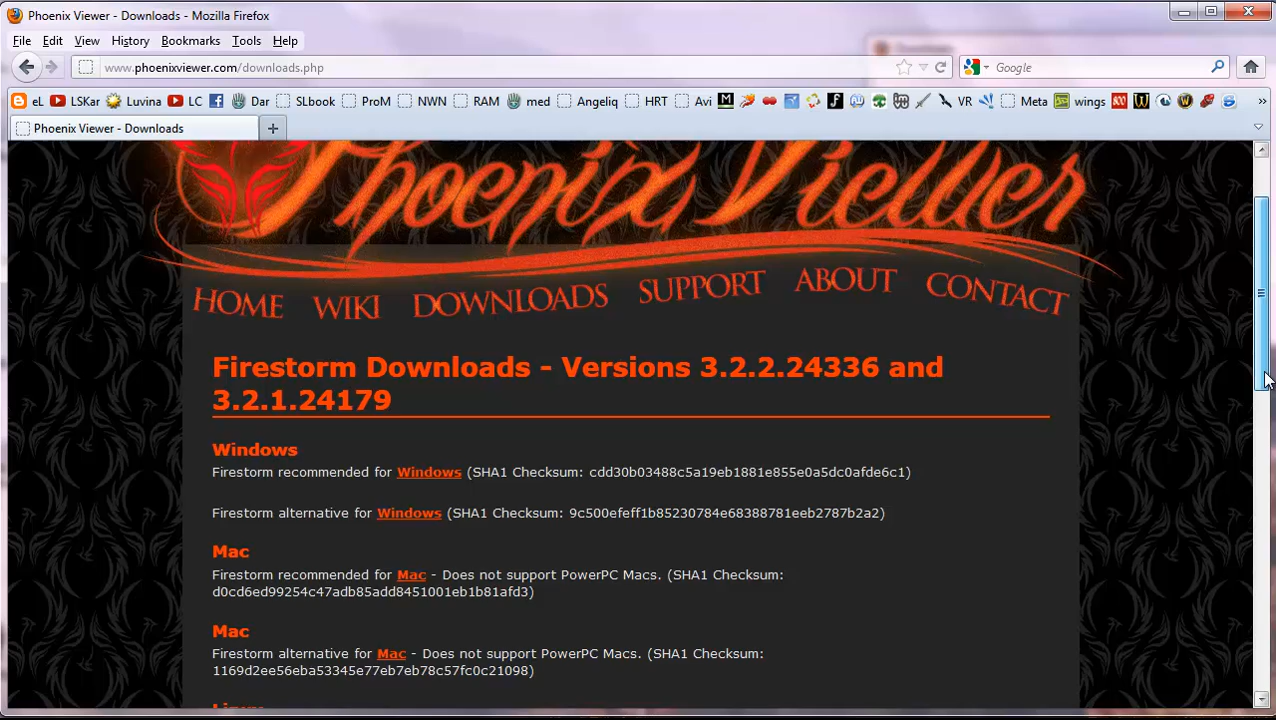 Phoenix Viewer - Downloads - Mozilla Firefox
File Edit View History Bookmarks Tools Help
www.phoenixviewer.com/downloads.php
Google
eL LSKar Luvina LC Dar SLbook ProM NWN RAM med Angeliq HRT Avi VR Meta wings
Phoenix Viewer - Downloads
Phoenix Viewer
HOME WIKI DOWNLOADS SUPPORT ABOUT CONTACT
Firestorm Downloads - Versions 3.2.2.24336 and
3.2.1.24179
Windows
Firestorm recommended for Windows (SHA1 Checksum: cdd30b03488c5a19eb1881e855e0a5dc0afde6c1)
Firestorm alternative for Windows (SHA1 Checksum: 9c500efeff1b85230784e68388781eeb2787b2a2)
Mac
Firestorm recommended for Mac - Does not support PowerPC Macs. (SHA1 Checksum:
d0cd6ed99254c47adb85add8451001eb1b81afd3)
Mac
Firestorm alternative for Mac - Does not support PowerPC Macs. (SHA1 Checksum:
1169d2ee56eba53345e77eb7eb78c57fc0c21098)